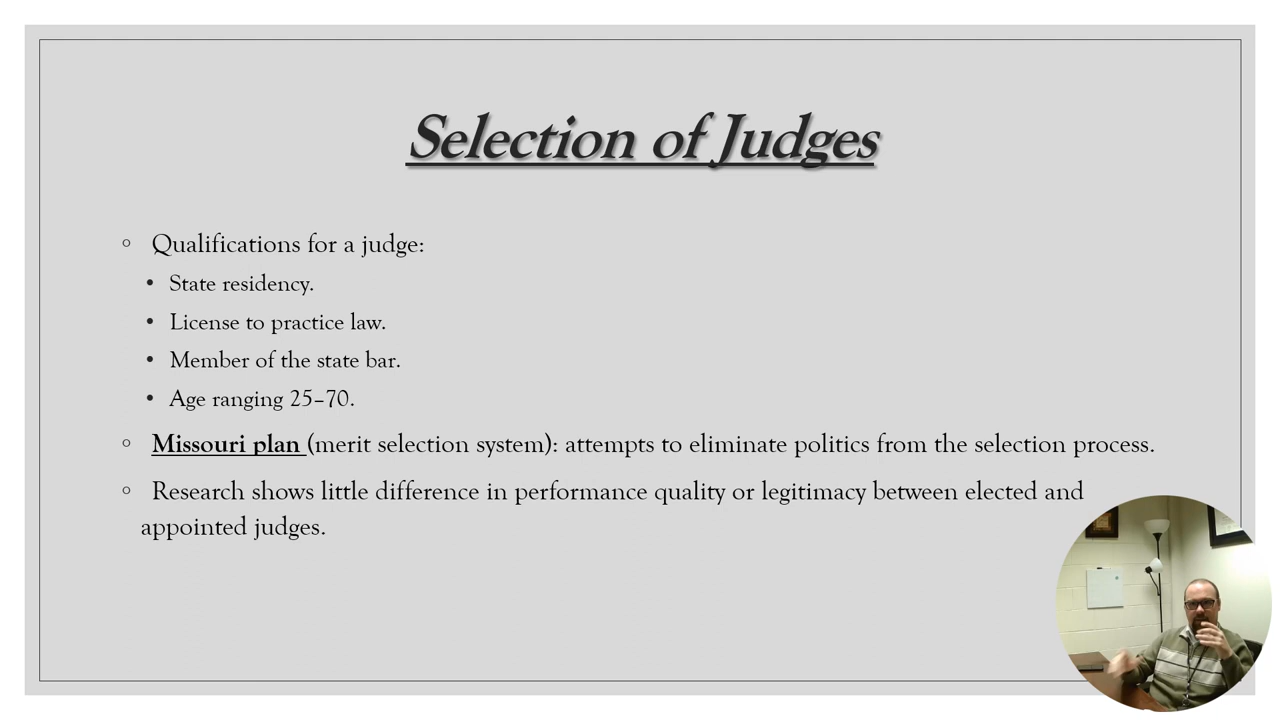 Selection of Judges
◦ Qualifications for a judge:
• State residency.
• License to practice law.
• Member of the state bar.
• Age ranging 25–70.
◦ Missouri plan (merit selection system): attempts to eliminate politics from the selection process.
◦ Research shows little difference in performance quality or legitimacy between elected and
appointed judges.